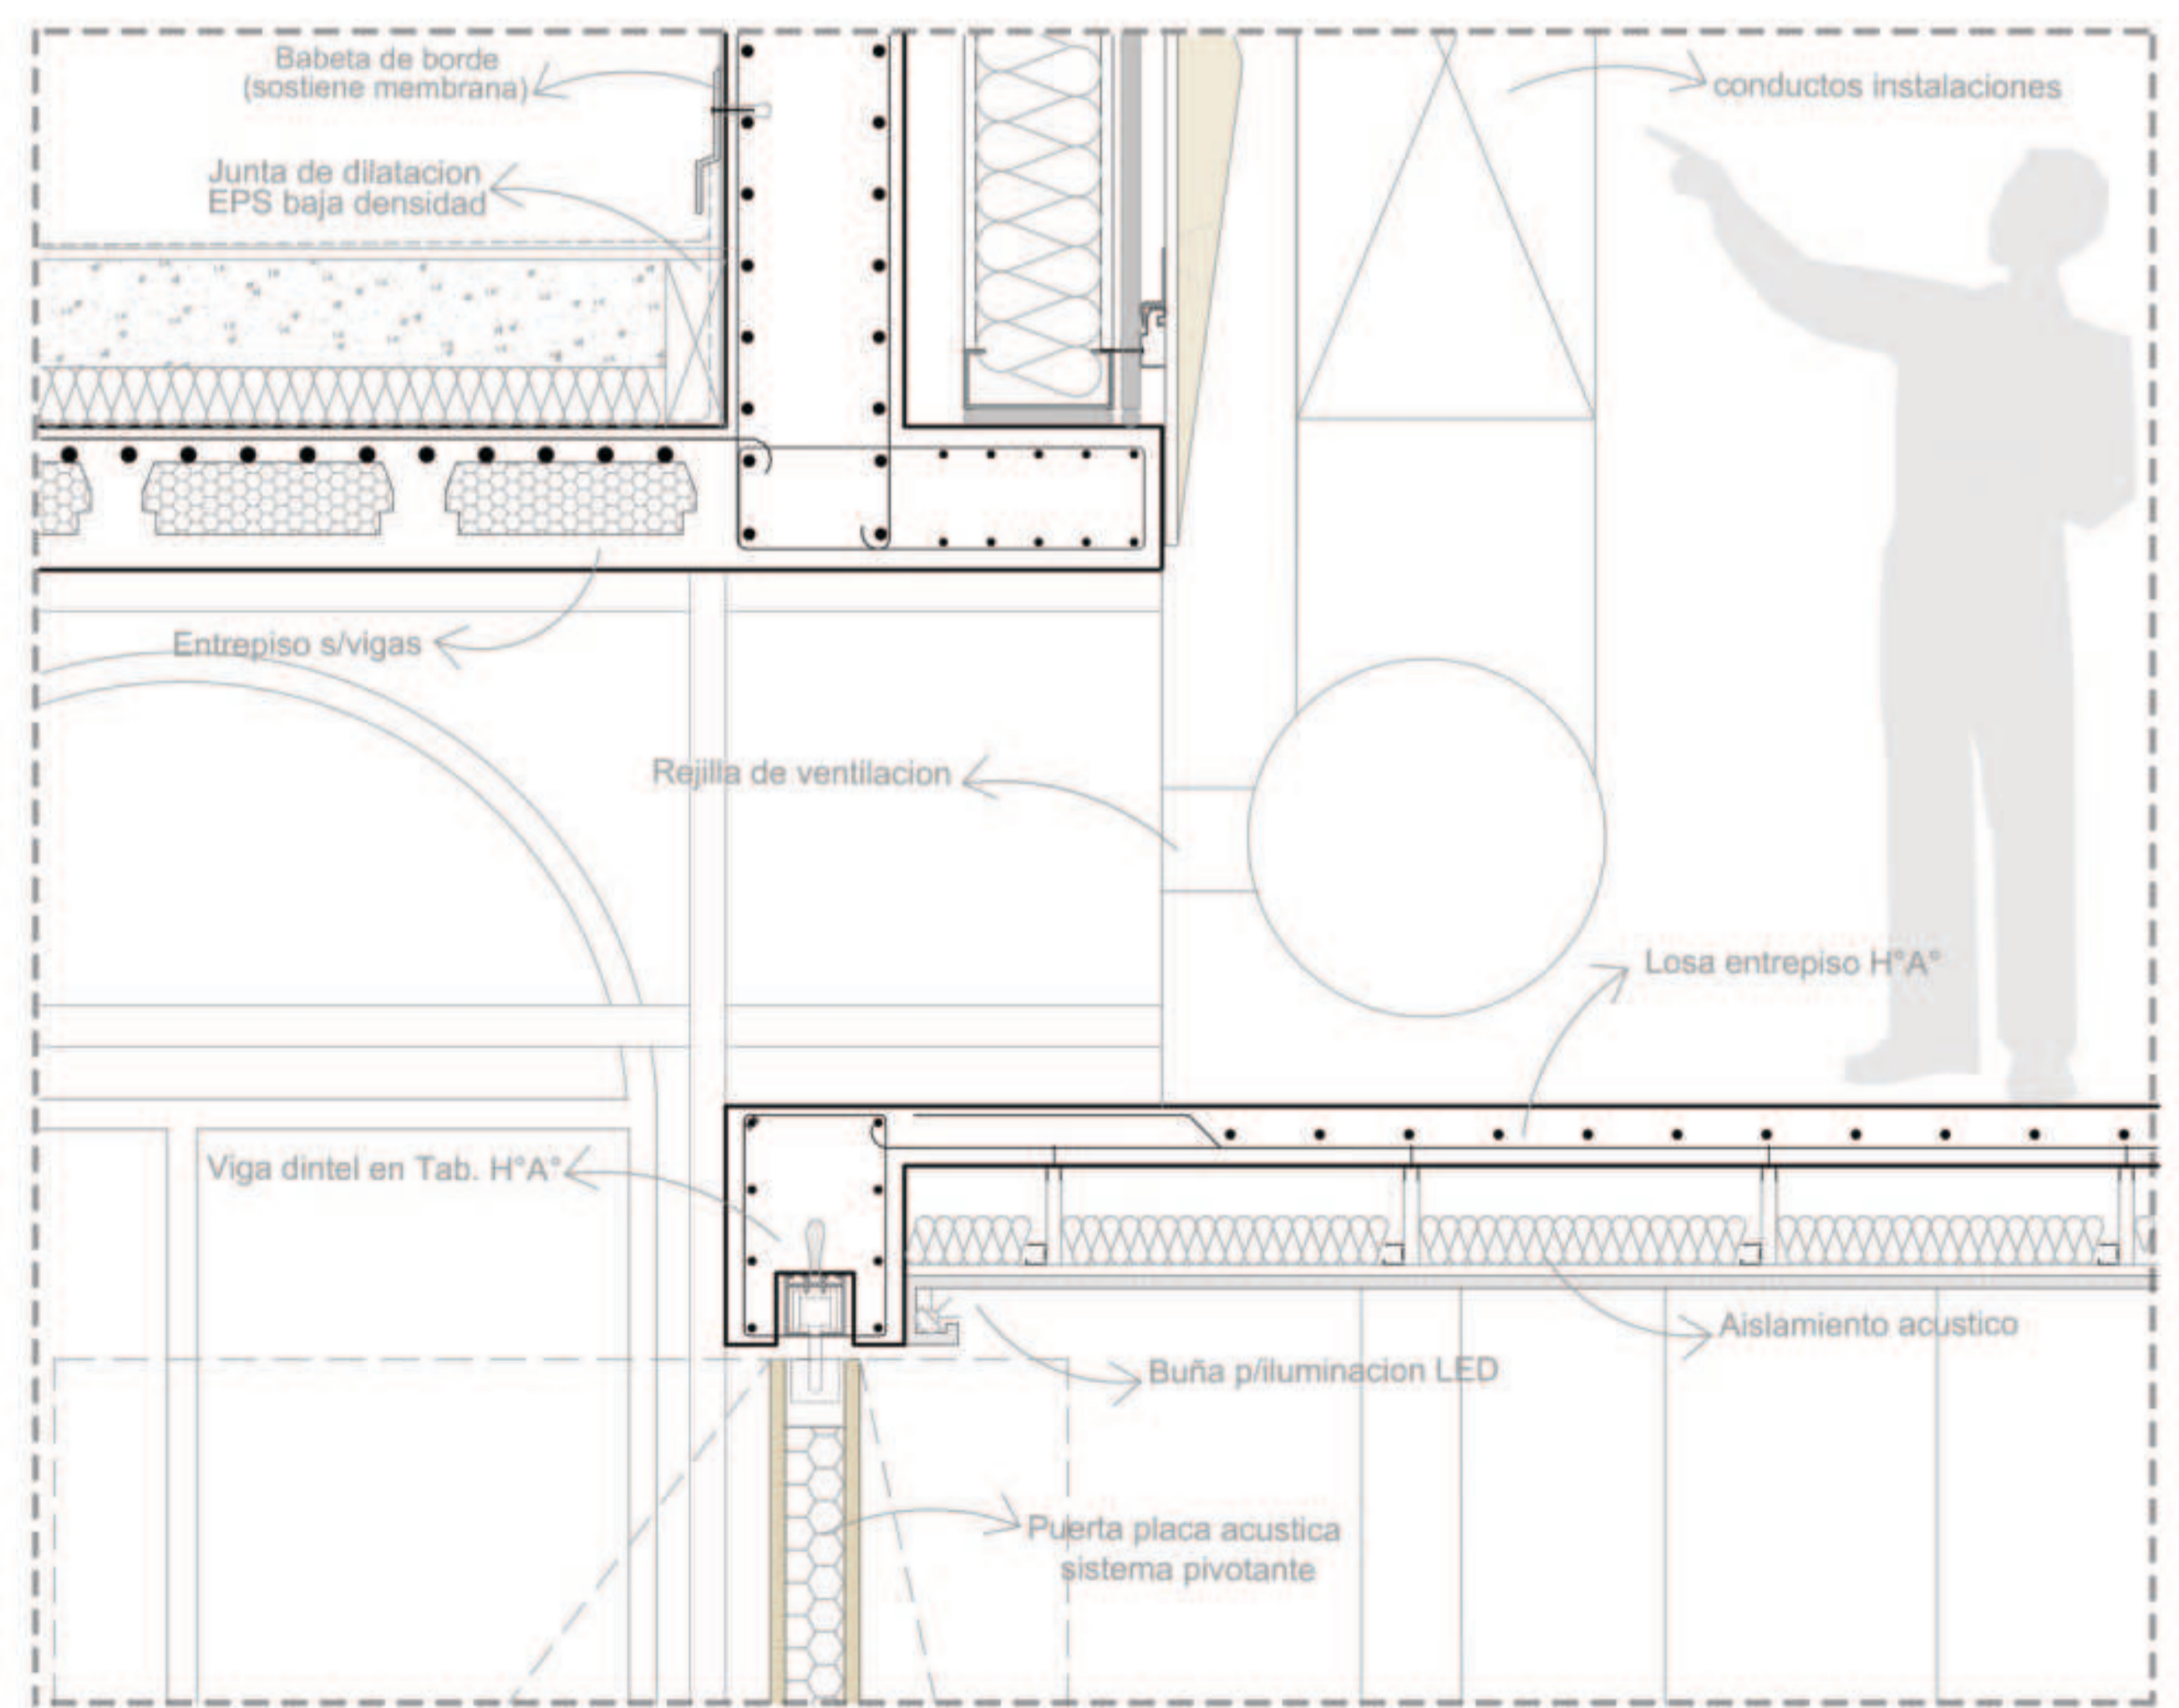 Babeta de borde
(sostiene membrana)
conductos instalaciones
Junta de dilatacion
EPS baja densidad
Entrepiso s/vigas
Rejilla de ventilacion
Losa entrepiso H°A°
Viga dintel en Tab. H°A°
Aislamiento acustico
Buña p/iluminacion LED
Puerta placa acustica
sistema pivotante